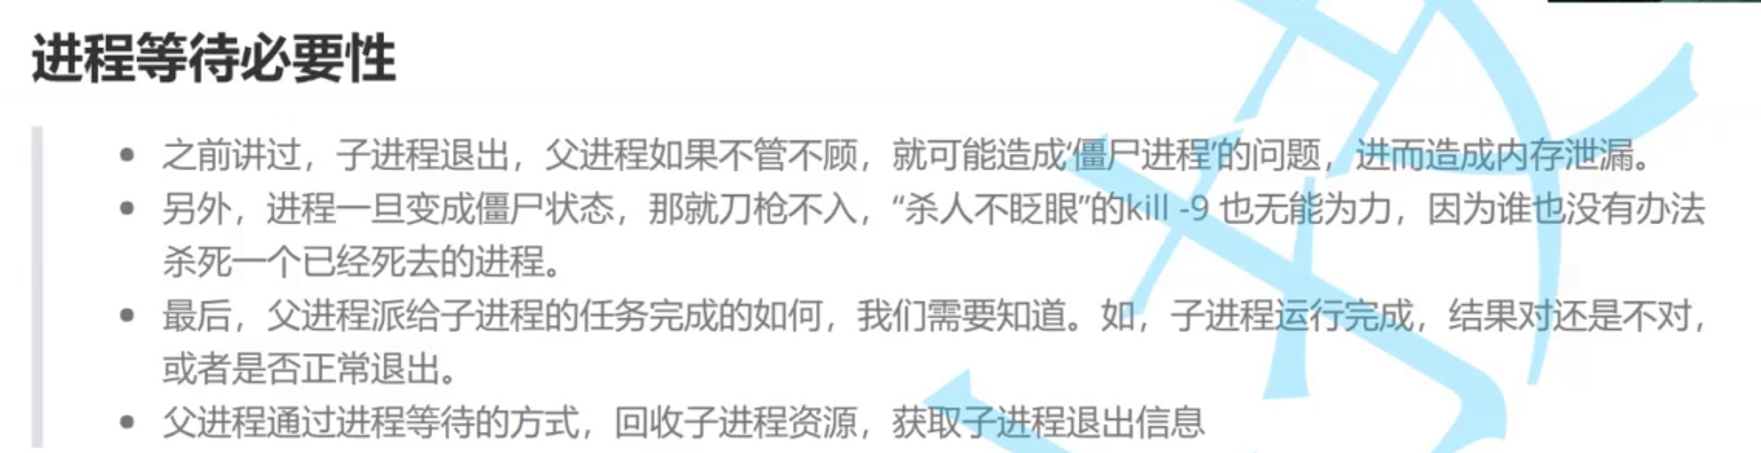 进程等待必要性
之前讲过，子进程退出，父进程如果不管不顾，就可能造成‘僵尸进程’的问题，进而造成内存泄漏。
另外，进程一旦变成僵尸状态，那就刀枪不入，“杀人不眨眼”的kill -9 也无能为力，因为谁也没有办法
杀死一个已经死去的进程。
最后，父进程派给子进程的任务完成的如何，我们需要知道。如，子进程运行完成，结果对还是不对，
或者是否正常退出。
父进程通过进程等待的方式，回收子进程资源，获取子进程退出信息